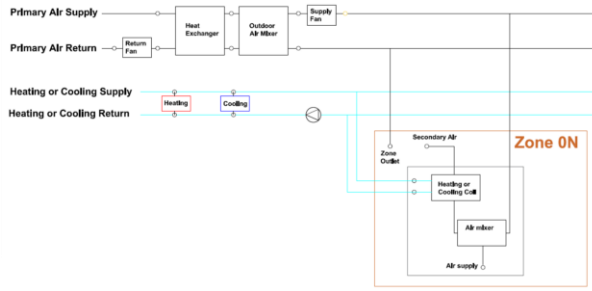 Primary Air Supply
Supply
Fan
Heat
Exchanger
Outdoor
Air Mixer
Primary Air Return
Return
Fan
Heating or Cooling Supply
Heating
Cooling
Heating or Cooling Return
Secondary Air
Zone 0N
Zone
Outlet
Heating or
Cooling Coil
Air mixer
Air supply